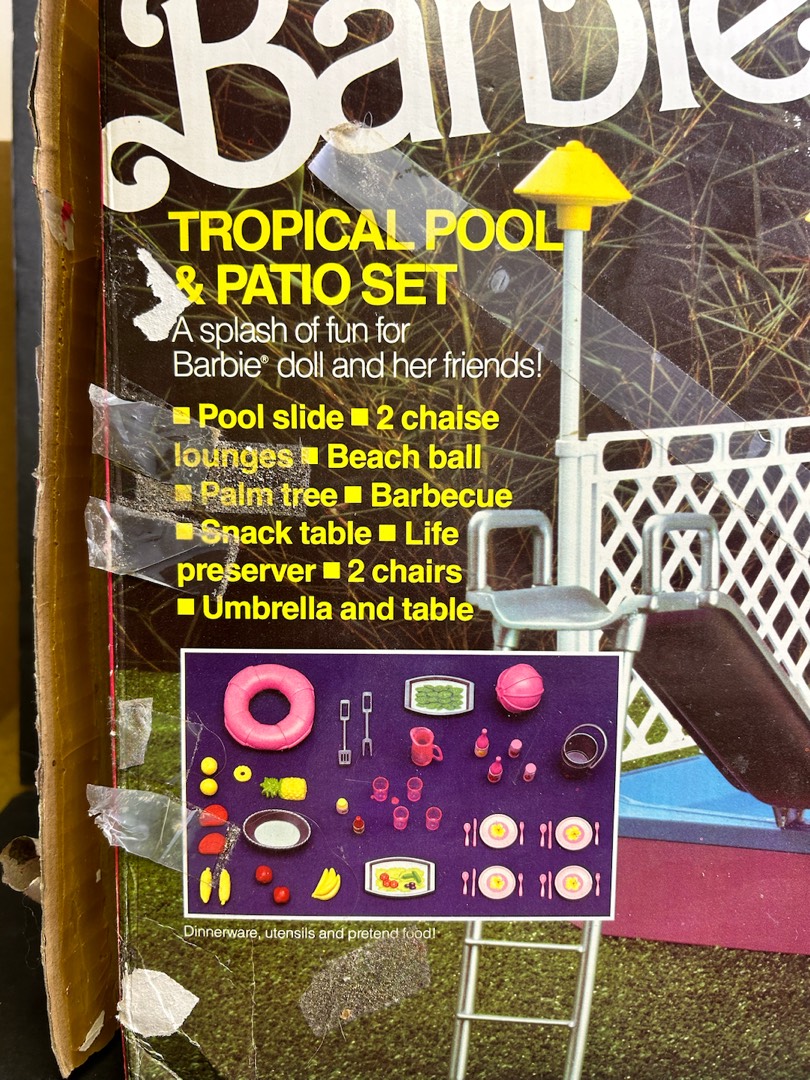 Barbie
TROPICAL POOL
& PATIO SET
A splash of fun for
Barbie® doll and her friends!
■ Pool slide ■ 2 chaise
lounges ■ Beach ball
■ Palm tree ■ Barbecue
■ Snack table ■ Life
preserver ■ 2 chairs
■ Umbrella and table
Dinnerware, utensils and pretend food!